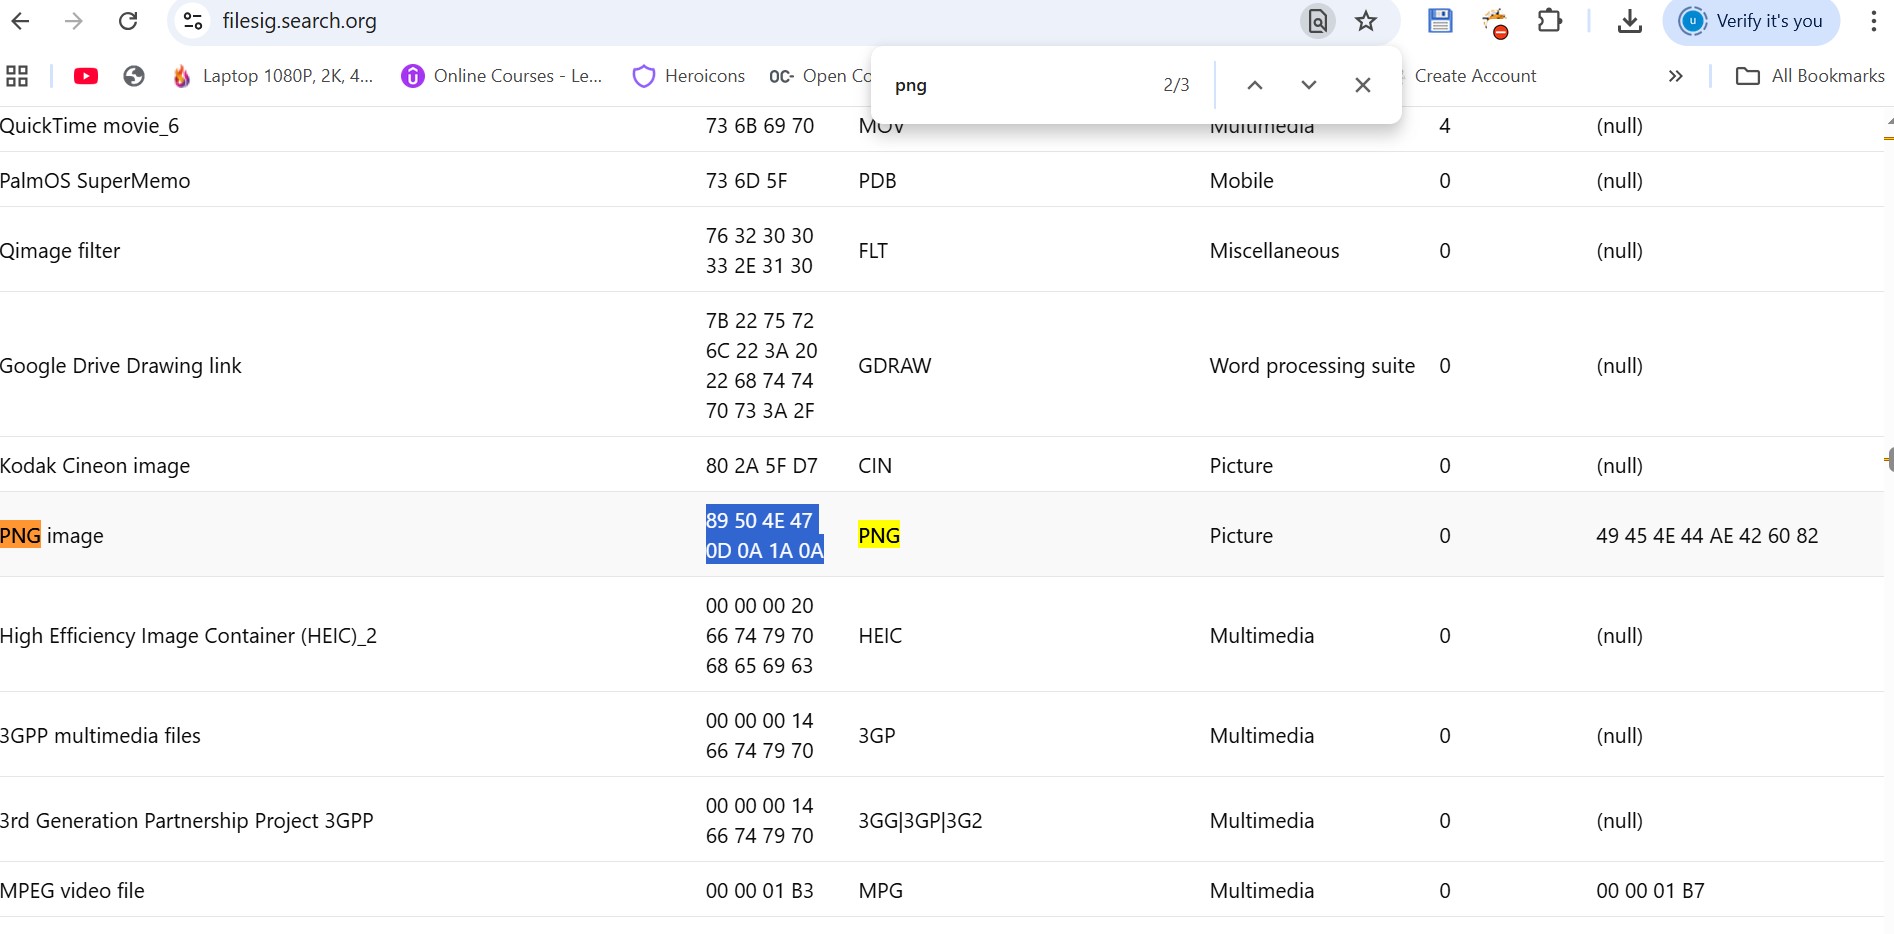 filesig.search.org
Verify it's you
Laptop 1080P, 2K, 4...
Online Courses - Le...
Heroicons
OC- Open Co
Create Account
All Bookmarks
png 2/3
QuickTime movie_6 73 6B 69 70 MOV Multimedia 4 (null)
PalmOS SuperMemo 73 6D 5F PDB Mobile 0 (null)
Qimage filter 76 32 30 30
33 2E 31 30 FLT Miscellaneous 0 (null)
Google Drive Drawing link 7B 22 75 72
6C 22 3A 20
22 68 74 74
70 73 3A 2F GDRAW Word processing suite 0 (null)
Kodak Cineon image 80 2A 5F D7 CIN Picture 0 (null)
PNG image 89 50 4E 47
0D 0A 1A 0A PNG Picture 0 49 45 4E 44 AE 42 60 82
High Efficiency Image Container (HEIC)_2 00 00 00 20
66 74 79 70
68 65 69 63 HEIC Multimedia 0 (null)
3GPP multimedia files 00 00 00 14
66 74 79 70 3GP Multimedia 0 (null)
3rd Generation Partnership Project 3GPP 00 00 00 14
66 74 79 70 3GG|3GP|3G2 Multimedia 0 (null)
MPEG video file 00 00 01 B3 MPG Multimedia 0 00 00 01 B7